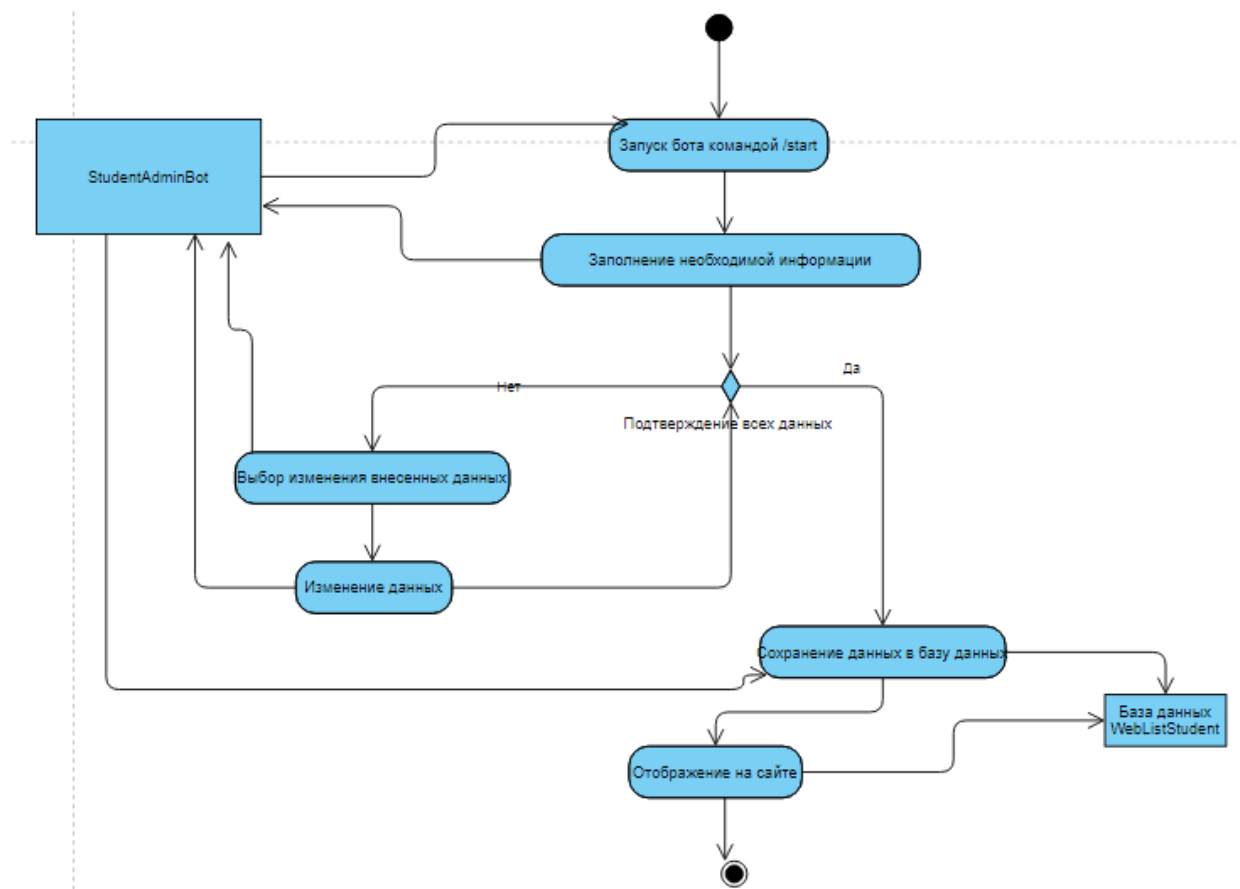 Запуск бота командой /start
StudentAdminBot
Заполнение необходимой информации
Да
Нет
Подтверждение всех данных
Выбор изменения внесенных данных
Изменение данных
Сохранение данных в базу данных
База данных
WebListStudent
Отображение на сайте